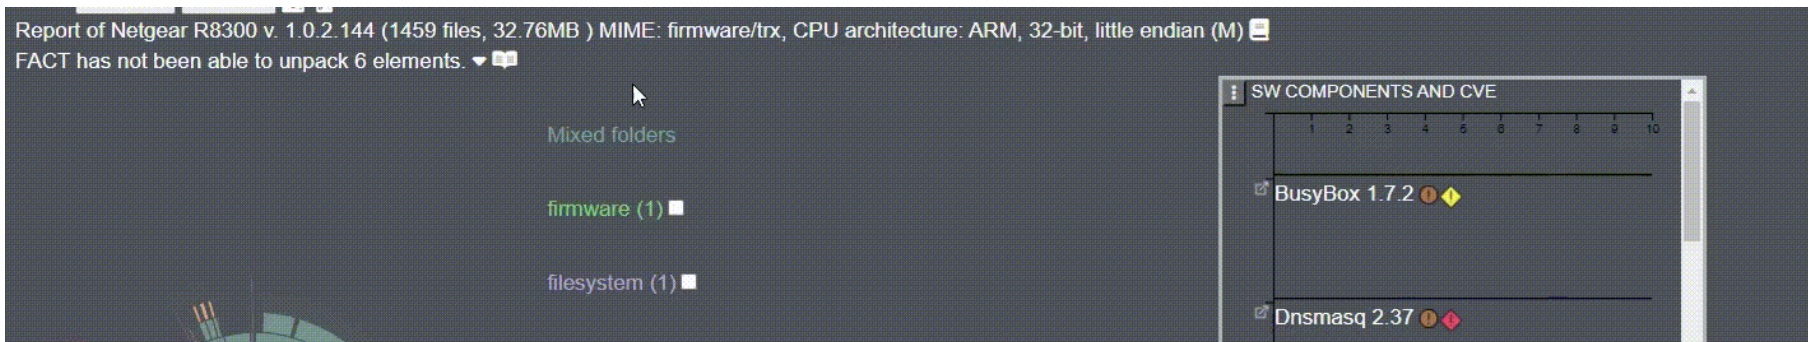 Report of Netgear R8300 v. 1.0.2.144 (1459 files, 32.76MB ) MIME: firmware/trx, CPU architecture: ARM, 32-bit, little endian (M)
FACT has not been able to unpack 6 elements.
SW COMPONENTS AND CVE
1 2 3 4 5 6 7 8 9 10
Mixed folders
BusyBox 1.7.2
firmware (1)
filesystem (1)
Dnsmasq 2.37